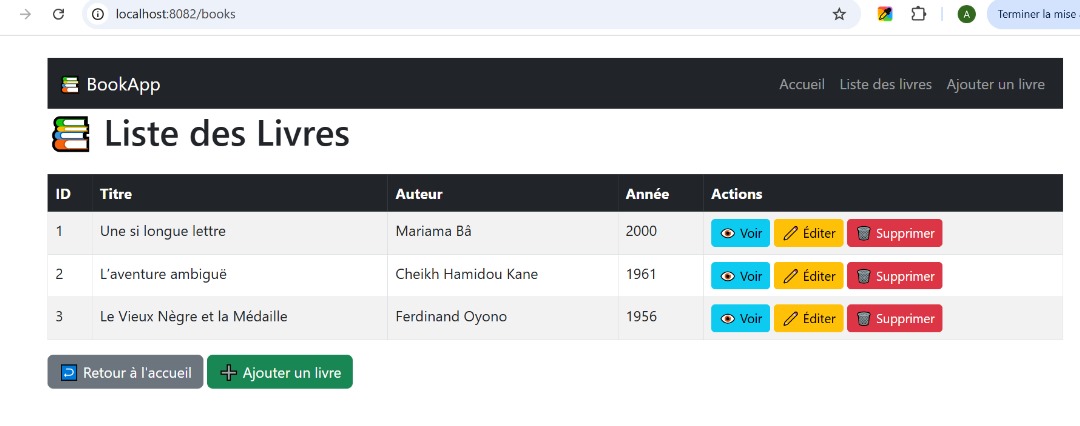 localhost:8082/books
A
Terminer la mise
BookApp
Accueil Liste des livres Ajouter un livre
Liste des Livres
ID Titre Auteur Année Actions
1 Une si longue lettre Mariama Bâ 2000 Voir Éditer Supprimer
2 L'aventure ambiguë Cheikh Hamidou Kane 1961 Voir Éditer Supprimer
3 Le Vieux Nègre et la Médaille Ferdinand Oyono 1956 Voir Éditer Supprimer
Retour à l'accueil Ajouter un livre